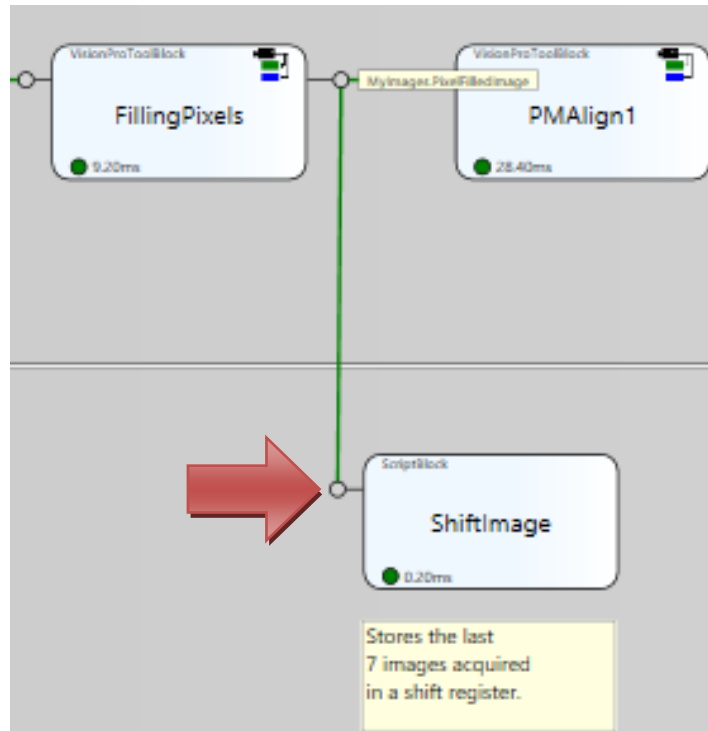 VisionProToolBlock
FillingPixels
9.20ms
MyImages.PixelFilledImage
VisionProToolBlock
PMAlign1
28.40ms
ScriptBlock
ShiftImage
0.20ms
Stores the last
7 images acquired
in a shift register.